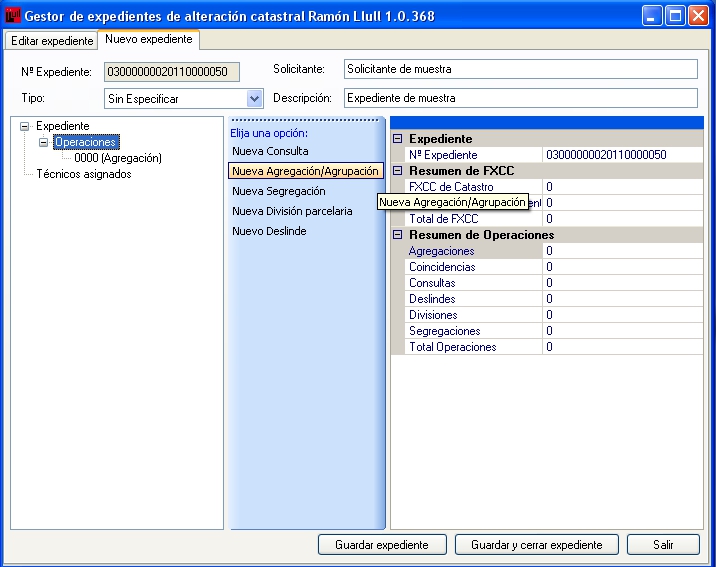 Gestor de expedientes de alteración catastral Ramón Llull 1.0.368
Editar expediente
Nuevo expediente
Nº Expediente: 03000000020110000050
Solicitante: Solicitante de muestra
Tipo: Sin Especificar
Descripción: Expediente de muestra
Expediente
Operaciones
0000 (Agregación)
Técnicos asignados
Elija una opción:
Nueva Consulta
Nueva Agregación/Agrupación
Nueva Segregación
Nueva División parcelaria
Nuevo Deslinde
Nueva Agregación/Agrupación
Expediente
Nº Expediente 03000000020110000050
Resumen de FXCC
FXCC de Catastro 0
0
Total de FXCC 0
Resumen de Operaciones
Agregaciones 0
Coincidencias 0
Consultas 0
Deslindes 0
Divisiones 0
Segregaciones 0
Total Operaciones 0
Guardar expediente
Guardar y cerrar expediente
Salir